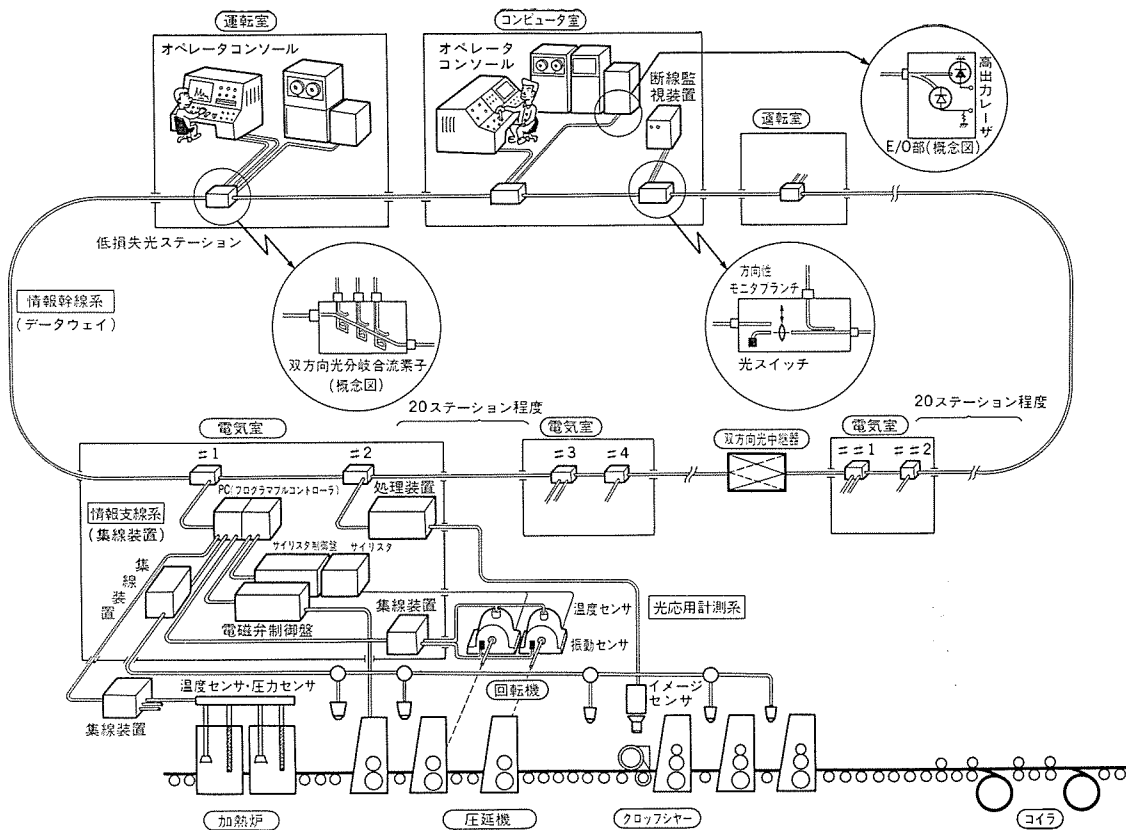 運転室
オペレータコンソール
コンピュータ室
オペレータ
コンソール
断線監
視装置
高出力レーザ
E/O部(概念図)
運転室
低損失光ステーション
情報幹線系
(データウェイ)
双方向光分岐合流素子
(概念図)
方向性
モニタブランチ
光スイッチ
20ステーション程度
20ステーション程度
電気室
#1
#2
電気室
#3
#4
双方向光中継器
電気室
##1
##2
PC(プログラマブルコントローラ)
処理装置
情報支線系
(集線装置)
サイリスタ制御盤
サイリスタ
集線装置
電磁弁制御盤
集線装置
温度センサ
振動センサ
光応用計測系
回転機
イメージ
センサ
温度センサ・圧力センサ
集線装置
加熱炉
圧延機
クロップシャー
コイラ